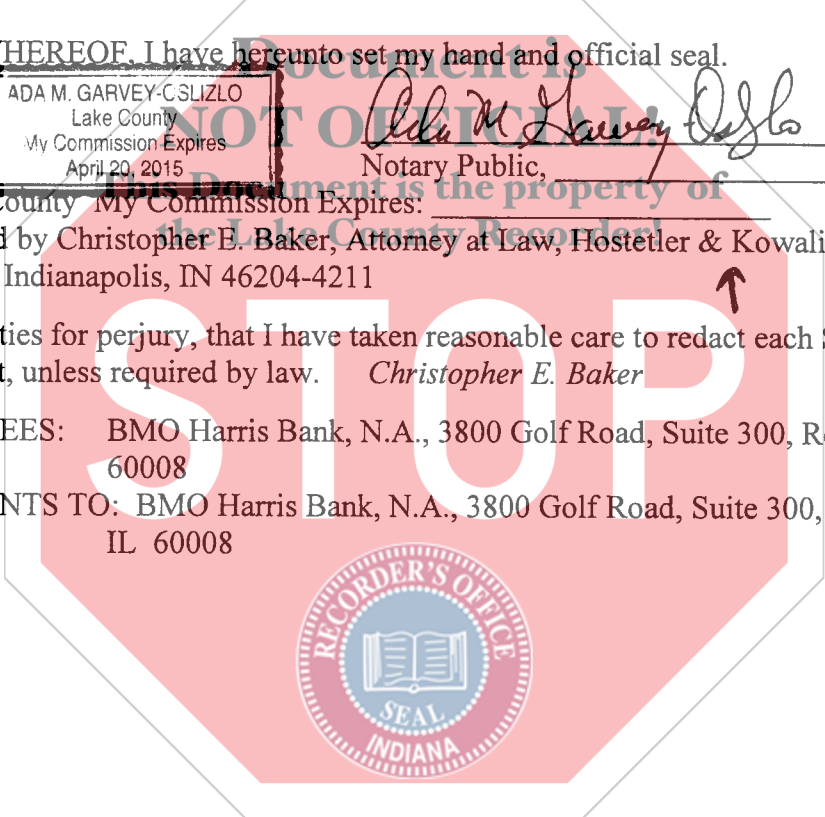 HEREOF, I have hereunto set my hand and official seal.
Document is
NOT OFFICIAL!
ADA M. GARVEY-OSLIZLO
Lake County
My Commission Expires
April 20, 2015
Ada M Garvey Oslizlo
Notary Public,
This Document is the property of
the Lake County Recorder!
County My Commission Expires:
d by Christopher E. Baker, Attorney at Law, Hostetler & Kowali
Indianapolis, IN 46204-4211
ties for perjury, that I have taken reasonable care to redact each S
t, unless required by law. Christopher E. Baker
STOP
EES: BMO Harris Bank, N.A., 3800 Golf Road, Suite 300, R
60008
NTS TO: BMO Harris Bank, N.A., 3800 Golf Road, Suite 300,
IL 60008
RECORDER'S OFFICE
SEAL
INDIANA